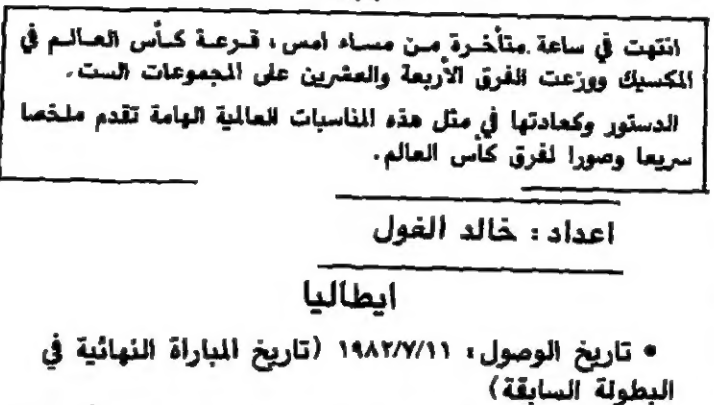 انتهت في ساعة متأخرة من مساء امس، قرعة كأس العالم في
المكسيك ووزعت الفرق الأربعة والعشرين على المجموعات الست.
الدستور وكعادتها في مثل هذه المناسبات العالمية الهامة تقدم ملخصا
سريعا وصورا لفرق كأس العالم.
اعداد: خالد الغول
ايطاليا
• تاريخ الوصول: ١٩٨٢/٧/١١ (تاريخ المباراة النهائية في
البطولة السابقة)